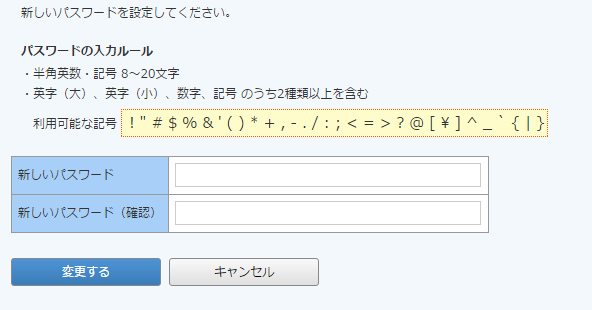 新しいパスワードを設定してください。
パスワードの入力ルール
・半角英数・記号 8～20文字
・英字（大）、英字（小）、数字、記号 のうち2種類以上を含む
利用可能な記号 ! " # $ % & ' ( ) * + , - . / : ; < = > ? @ [ ¥ ] ^ _ ` { | }
新しいパスワード
新しいパスワード（確認）
変更する キャンセル